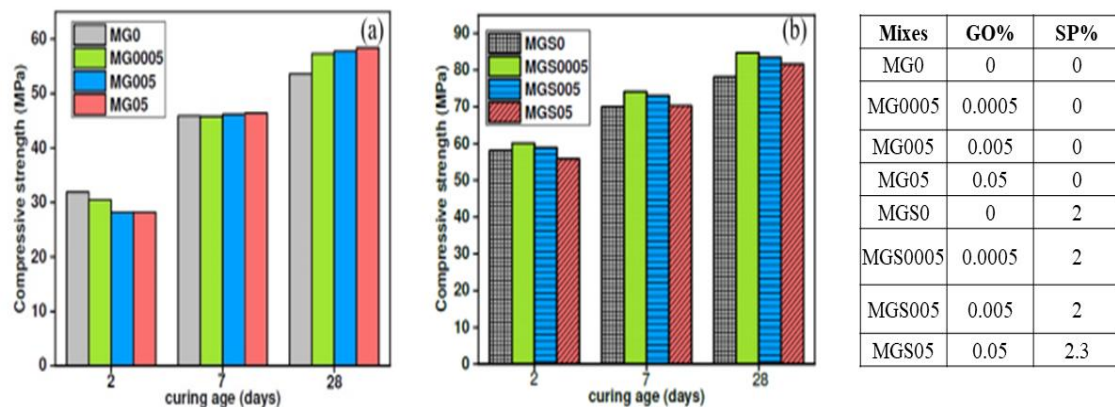 (a)
MG0
MG0005
MG005
MG05
Compressive strength (MPa)
60
50
40
30
20
10
0
2 7 28
curing age (days)
(b)
MGS0
MGS0005
MGS005
MGS05
Compressive strength (MPa)
90
80
70
60
50
40
30
20
10
0
2 7 28
curing age (days)
Mixes GO% SP%
MG0 0 0
MG0005 0.0005 0
MG005 0.005 0
MG05 0.05 0
MGS0 0 2
MGS0005 0.0005 2
MGS005 0.005 2
MGS05 0.05 2.3